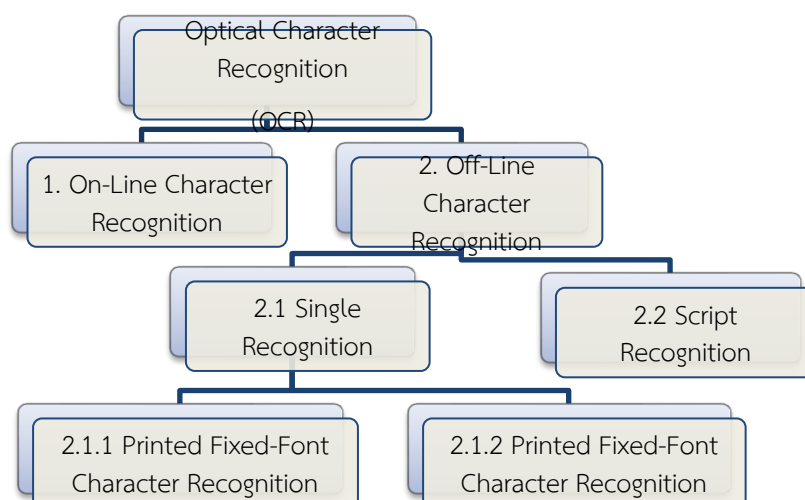 Optical Character
Recognition
(OCR)
1. On-Line Character
Recognition
2. Off-Line
Character
Recognition
2.1 Single
Recognition
2.2 Script
Recognition
2.1.1 Printed Fixed-Font
Character Recognition
2.1.2 Printed Fixed-Font
Character Recognition